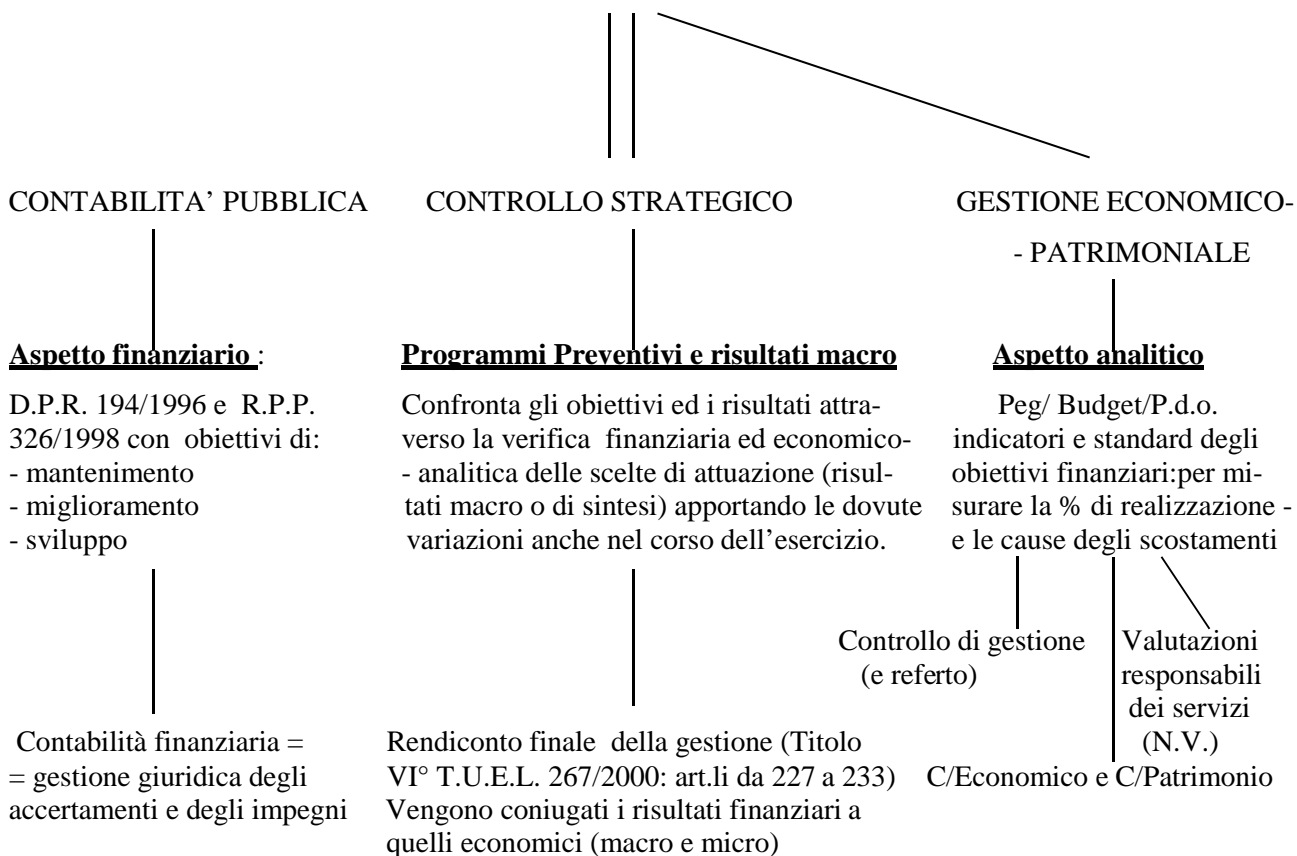 CONTABILITA’ PUBBLICA
CONTROLLO STRATEGICO
GESTIONE ECONOMICO-
- PATRIMONIALE
Aspetto finanziario :
D.P.R. 194/1996 e R.P.P.
326/1998 con obiettivi di:
- mantenimento
- miglioramento
- sviluppo
Programmi Preventivi e risultati macro
Confronta gli obiettivi ed i risultati attra-
verso la verifica finanziaria ed economico-
- analitica delle scelte di attuazione (risul-
tati macro o di sintesi) apportando le dovute
variazioni anche nel corso dell’esercizio.
Aspetto analitico
Peg/ Budget/P.d.o.
indicatori e standard degli
obiettivi finanziari:per mi-
surare la % di realizzazione -
e le cause degli scostamenti
Controllo di gestione
(e referto)
Valutazioni
responsabili
dei servizi
(N.V.)
Contabilità finanziaria =
= gestione giuridica degli
accertamenti e degli impegni
Rendiconto finale della gestione (Titolo
VI° T.U.E.L. 267/2000: art.li da 227 a 233)
Vengono coniugati i risultati finanziari a
quelli economici (macro e micro)
C/Economico e C/Patrimonio